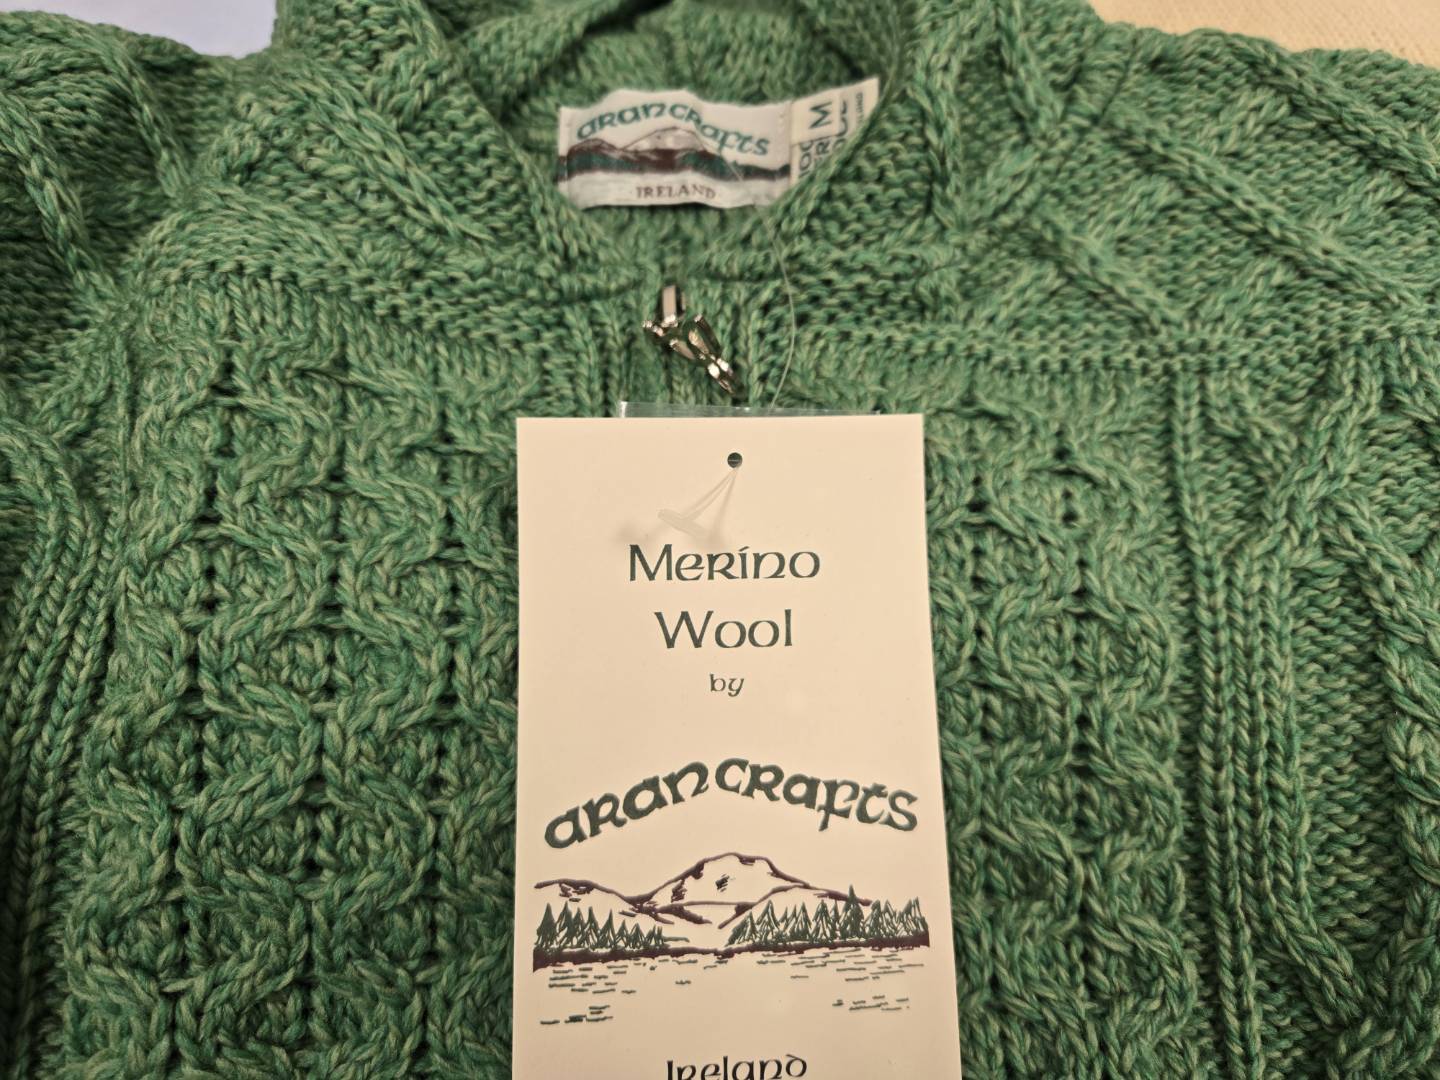 aran crafts
IRELAND
M
Merino
Wool
by
aran crafts
Ireland